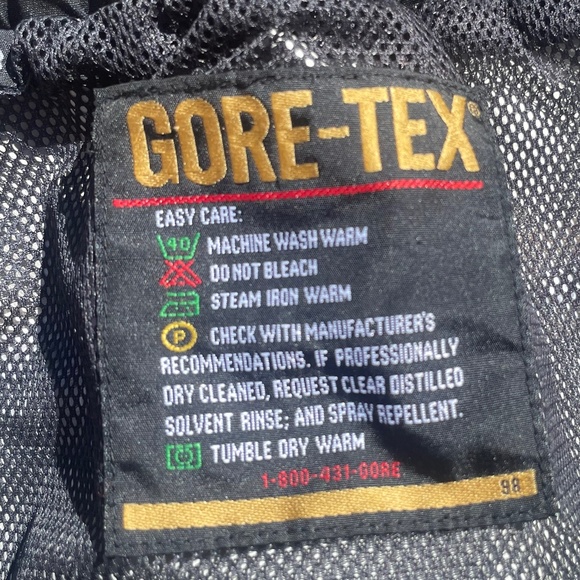 GORE-TEX®
EASY CARE:
40 MACHINE WASH WARM
DO NOT BLEACH
STEAM IRON WARM
P CHECK WITH MANUFACTURER'S
RECOMMENDATIONS. IF PROFESSIONALLY
DRY CLEANED, REQUEST CLEAR DISTILLED
SOLVENT RINSE; AND SPRAY REPELLENT.
TUMBLE DRY WARM
1-800-431-GORE
98